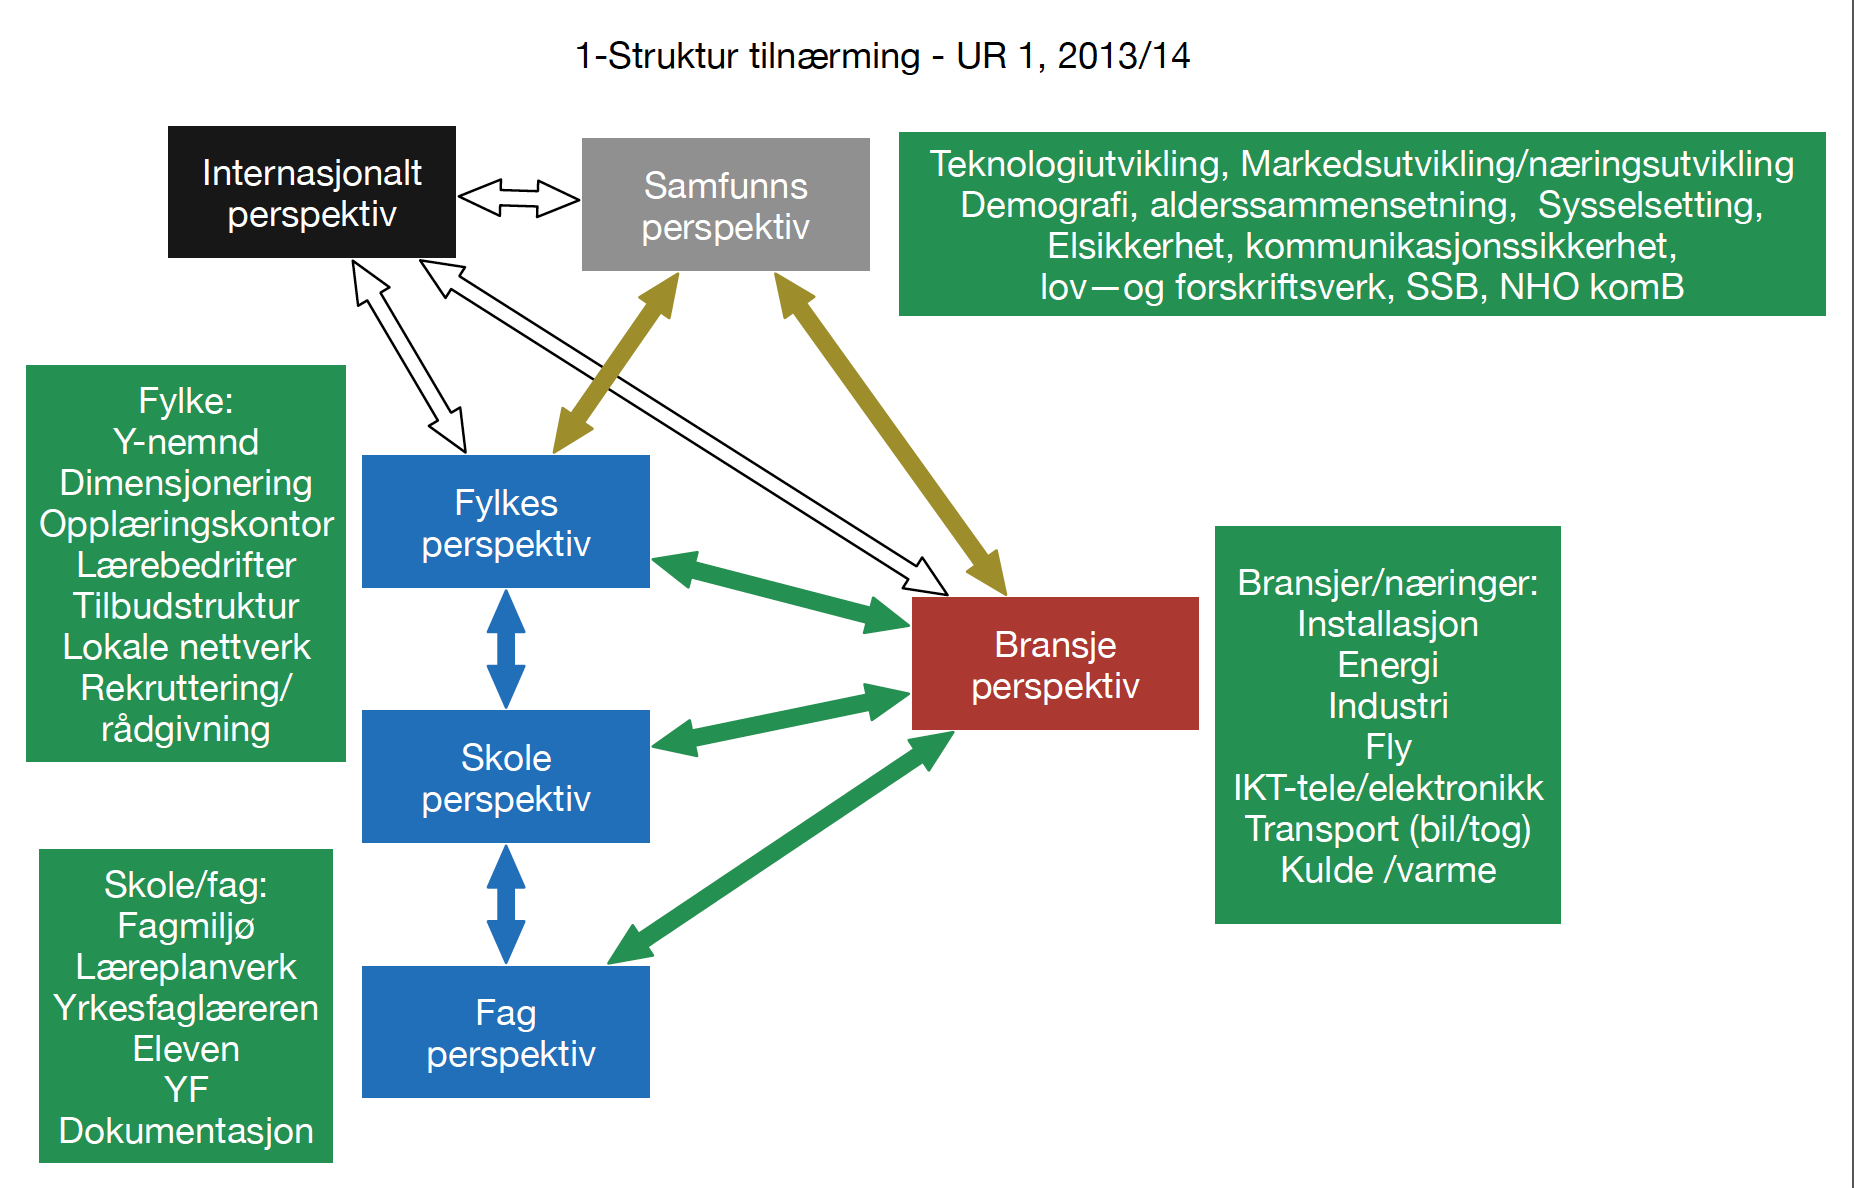 1-Struktur tilnærming - UR 1, 2013/14
Internasjonalt
perspektiv
Samfunns
perspektiv
Teknologiutvikling, Markedsutvikling/næringsutvikling
Demografi, alderssammensetning,  Sysselsetting,
Elsikkerhet, kommunikasjonssikkerhet,
lov—og forskriftsverk, SSB, NHO komB
Fylke:
Y-nemnd
Dimensjonering
Opplæringskontor
Lærebedrifter
Tilbudstruktur
Lokale nettverk
Rekruttering/
rådgivning
Fylkes
perspektiv
Bransje
perspektiv
Bransjer/næringer:
Installasjon
Energi
Industri
Fly
IKT-tele/elektronikk
Transport (bil/tog)
Kulde /varme
Skole
perspektiv
Skole/fag:
Fagmiljø
Læreplanverk
Yrkesfaglæreren
Eleven
YF
Dokumentasjon
Fag
perspektiv